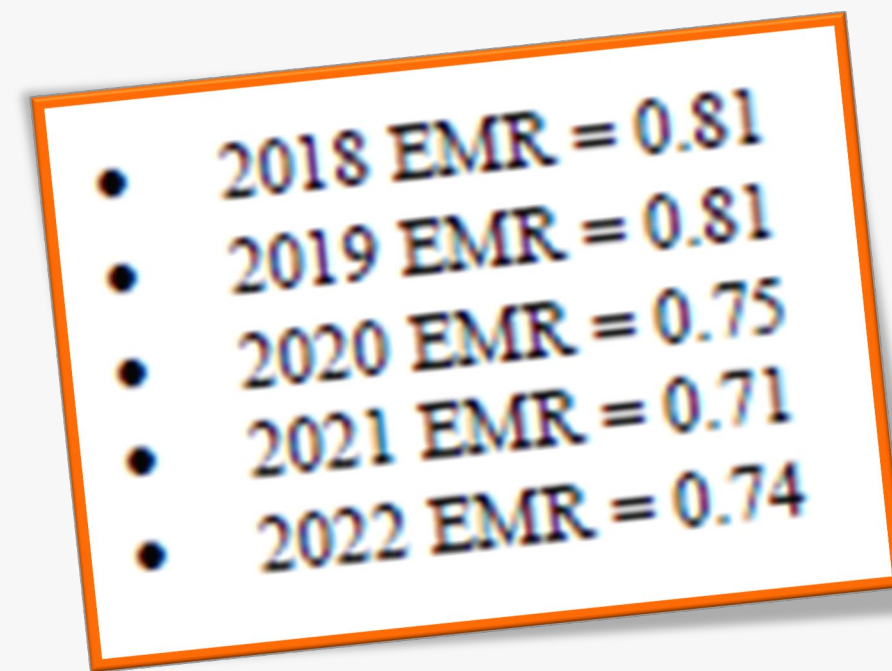 • 2018 EMR = 0.81
• 2019 EMR = 0.81
• 2020 EMR = 0.75
• 2021 EMR = 0.71
• 2022 EMR = 0.74